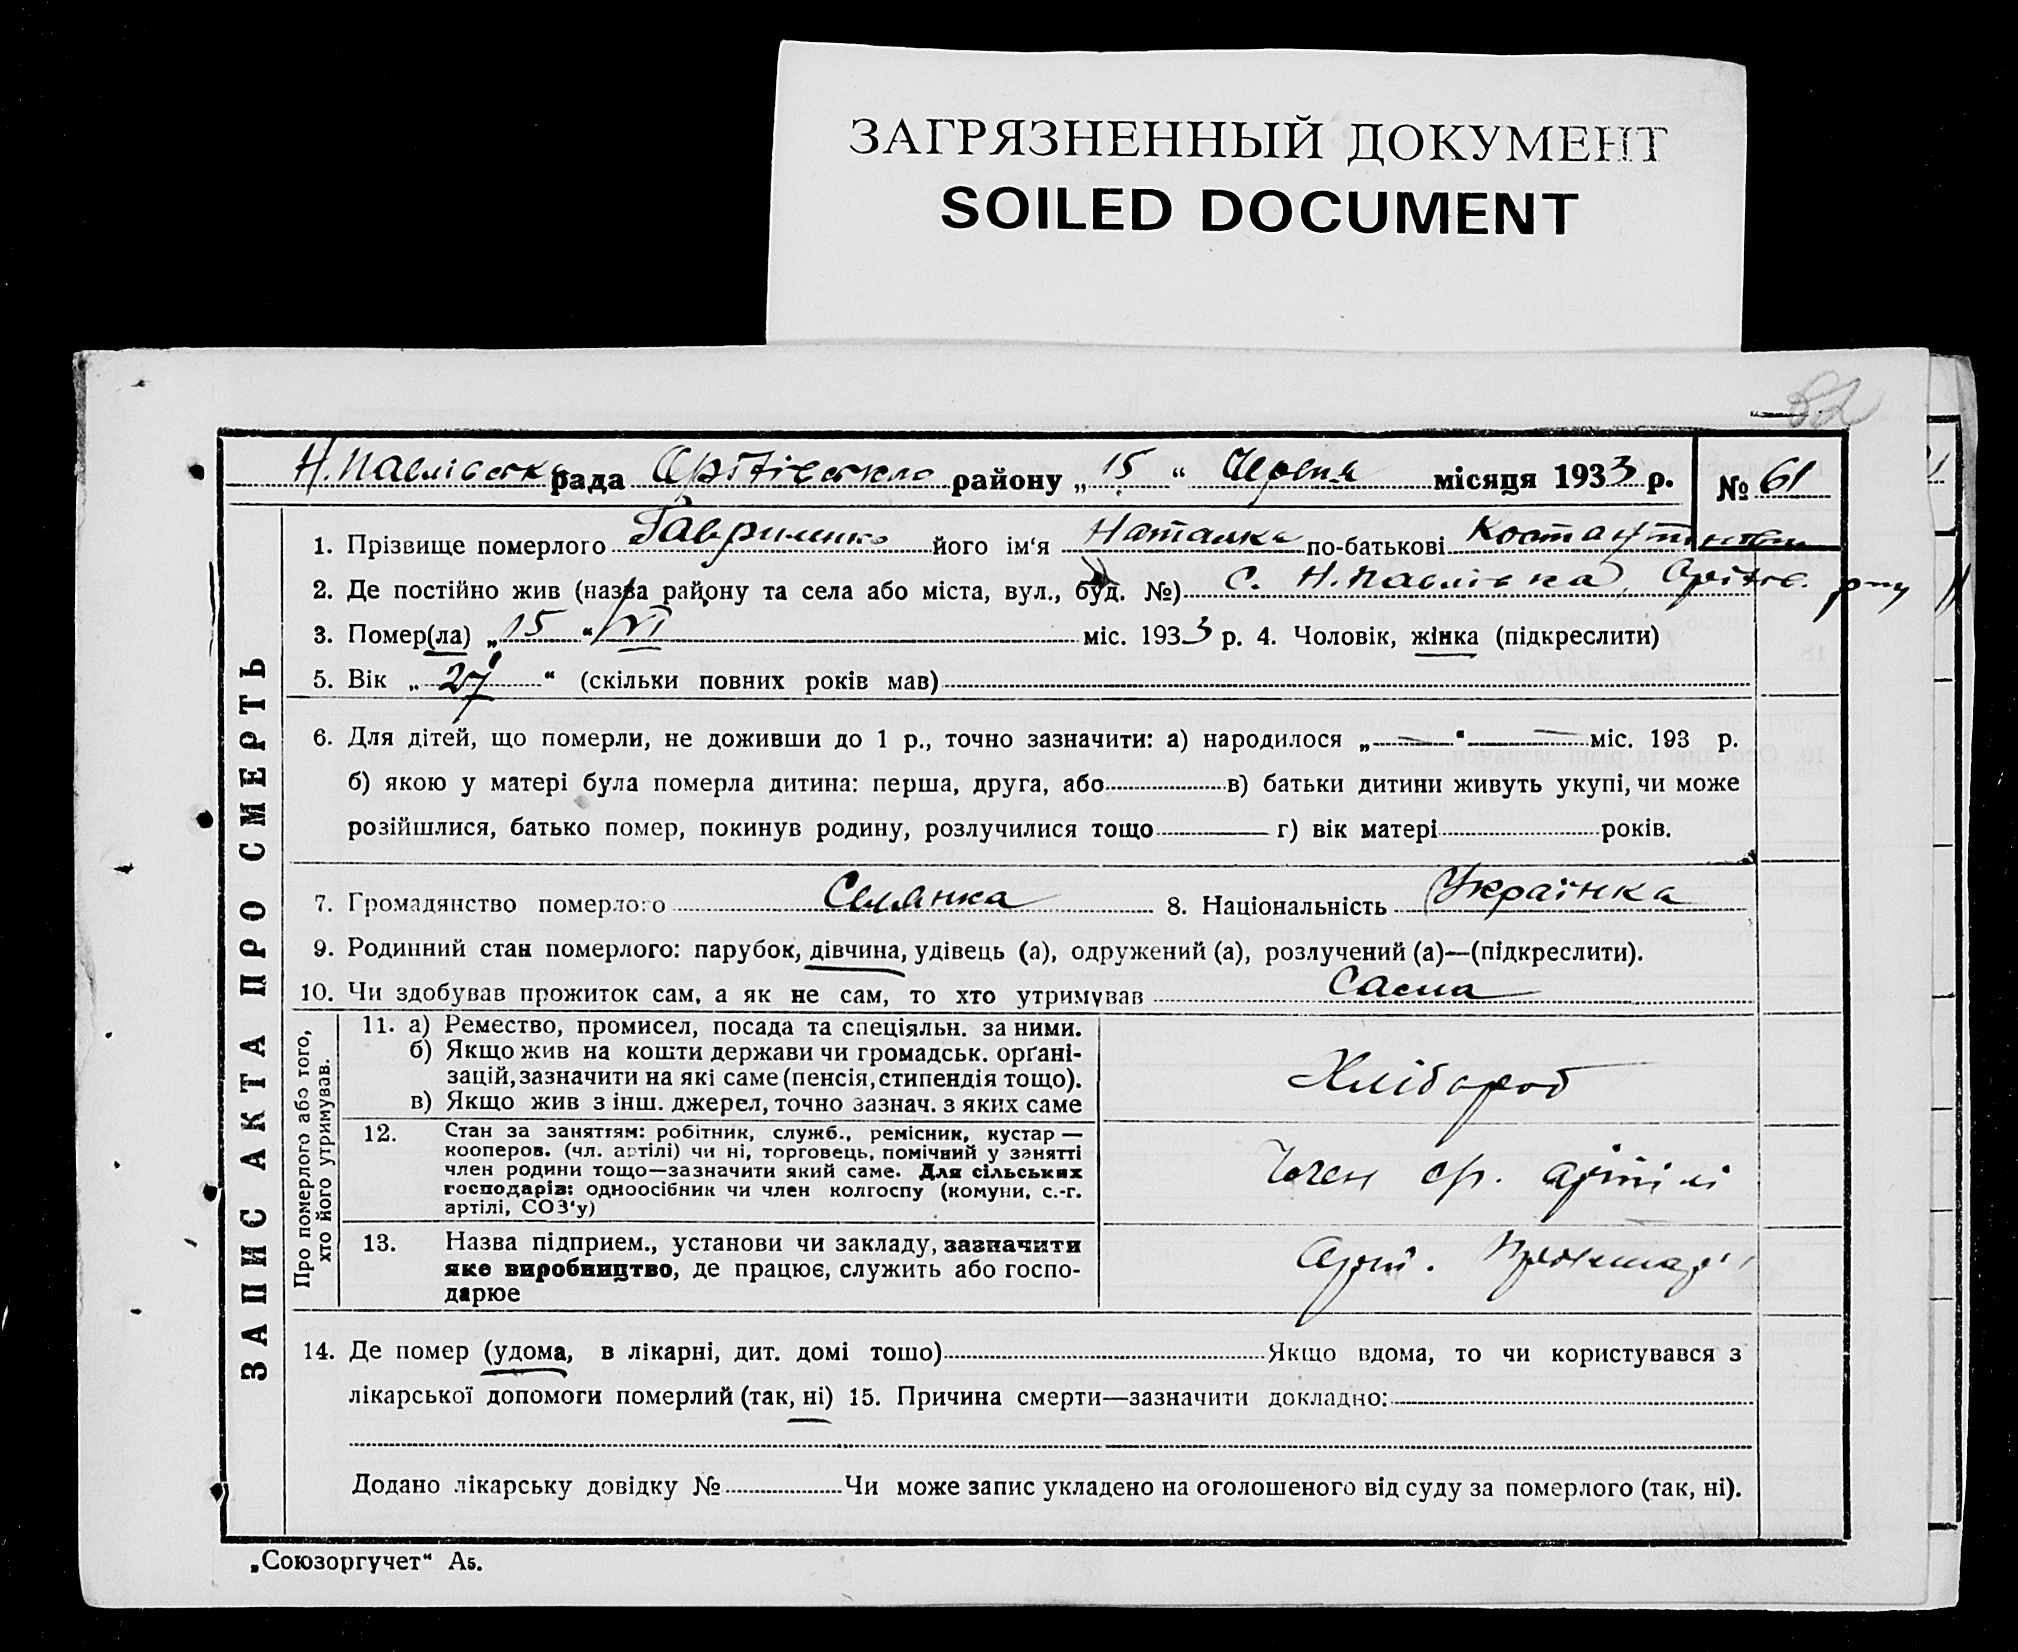 ЗАГРЯЗНЕННЫЙ ДОКУМЕНТ
SOILED DOCUMENT
82
Н. Павлівська рада Арбузівського району „15“ Червня місяця 1933 р. № 61
ЗАПИС АКТА ПРО СМЕРТЬ
1. Прізвище померлого Гавриленко його ім‘я Наталка по-батькові
2. Де постійно жив (назва району та села або міста, вул., буд. №) С. Н. Павлівка,
3. Помер(ла) „15“ VI міс. 1933 р. 4. Чоловік, жінка (підкреслити)
5. Вік „27“ (скільки повних років мав)
6. Для дітей, що померли, не доживши до 1 р., точно зазначити: а) народилося „—“ — міс. 193 р.
б) якою у матері була померла дитина: перша, друга, або в) батьки дитини живуть укупі, чи може
розійшлися, батько помер, покинув родину, розлучилися тощо г) вік матері років.
7. Громадянство померлого Селянка 8. Національність Українка
9. Родинний стан померлого: парубок, дівчина, удівець (а), одружений (а), розлучений (а)—(підкреслити).
10. Чи здобував прожиток сам, а як не сам, то хто утримував Сама
Про померлого або того,
хто його утримував.
11. а) Ремество, промисел, посада та спеціяльн. за ними.
б) Якщо жив на кошти держави чи громадськ. орґані-
зацій, зазначити на які саме (пенсія, стипендія тощо).
в) Якщо жив з інш. джерел, точно зазнач. з яких саме
Хлібороб
12. Стан за заняттям: робітник, служб., ремісник, кустар —
кооперов. (чл. артілі) чи ні, торговець, помічний у занятті
член родини тощо—зазначити який саме. Для сільських
господарів: одноосібник чи член колгоспу (комуни, с.-г.
артілі, СОЗ‘у)
Член с/г. артілі
13. Назва підприєм., установи чи закладу, зазначити
яке виробництво, де працює, служить або госпо-
дарює
14. Де помер (удома, в лікарні, дит. домі тощо) Якщо вдома, то чи користувався з
лікарської допомоги померлий (так, ні) 15. Причина смерти—зазначити докладно:
Додано лікарську довідку № Чи може запис укладено на оголошеного від суду за померлого (так, ні).
„Союзоргучет“ А5.